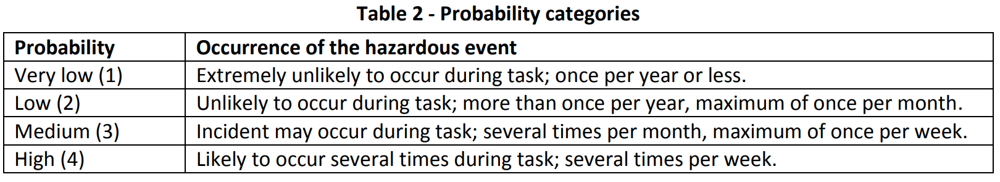 Table 2 - Probability categories
Probability Occurrence of the hazardous event
Very low (1) Extremely unlikely to occur during task; once per year or less.
Low (2) Unlikely to occur during task; more than once per year, maximum of once per month.
Medium (3) Incident may occur during task; several times per month, maximum of once per week.
High (4) Likely to occur several times during task; several times per week.